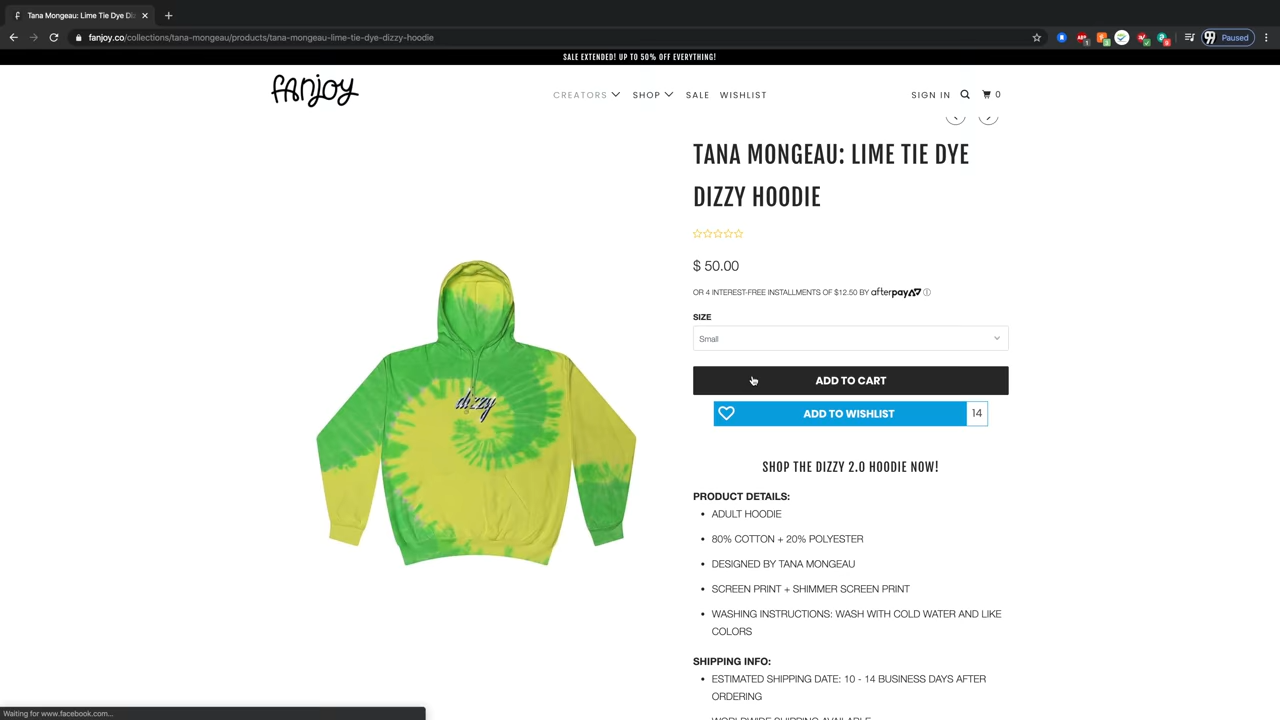 Tana Mongeau: Lime Tie Dye Di
fanjoy.co/collections/tana-mongeau/products/tana-mongeau-lime-tie-dye-dizzy-hoodie
Paused
SALE EXTENDED! UP TO 50% OFF EVERYTHING!
fanjoy
CREATORS SHOP SALE WISHLIST
SIGN IN 0
TANA MONGEAU: LIME TIE DYE
DIZZY HOODIE
$ 50.00
OR 4 INTEREST-FREE INSTALLMENTS OF $12.50 BY afterpay
SIZE
Small
ADD TO CART
ADD TO WISHLIST 14
dizzy
SHOP THE DIZZY 2.0 HOODIE NOW!
PRODUCT DETAILS:
ADULT HOODIE
80% COTTON + 20% POLYESTER
DESIGNED BY TANA MONGEAU
SCREEN PRINT + SHIMMER SCREEN PRINT
WASHING INSTRUCTIONS: WASH WITH COLD WATER AND LIKE
COLORS
SHIPPING INFO:
ESTIMATED SHIPPING DATE: 10 - 14 BUSINESS DAYS AFTER
ORDERING
WORLDWIDE SHIPPING AVAILABLE
Waiting for www.facebook.com...